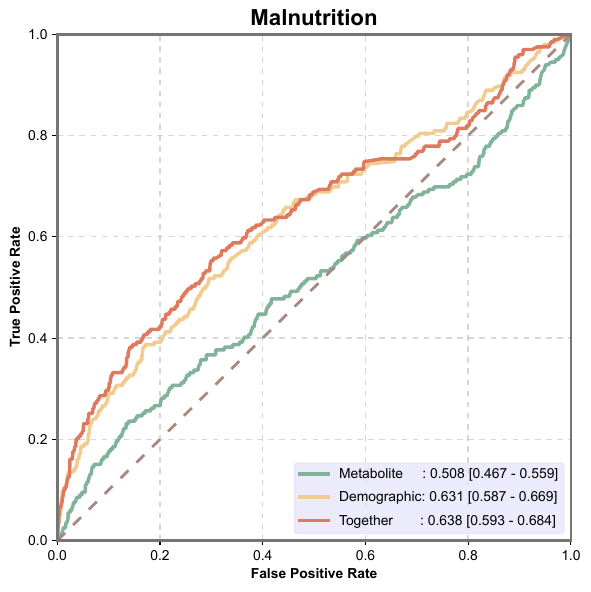 Malnutrition
True Positive Rate
1.0
0.8
0.6
0.4
0.2
0.0
Metabolite : 0.508 [0.467 - 0.559]
Demographic: 0.631 [0.587 - 0.669]
Together : 0.638 [0.593 - 0.684]
0.0 0.2 0.4 0.6 0.8 1.0
False Positive Rate